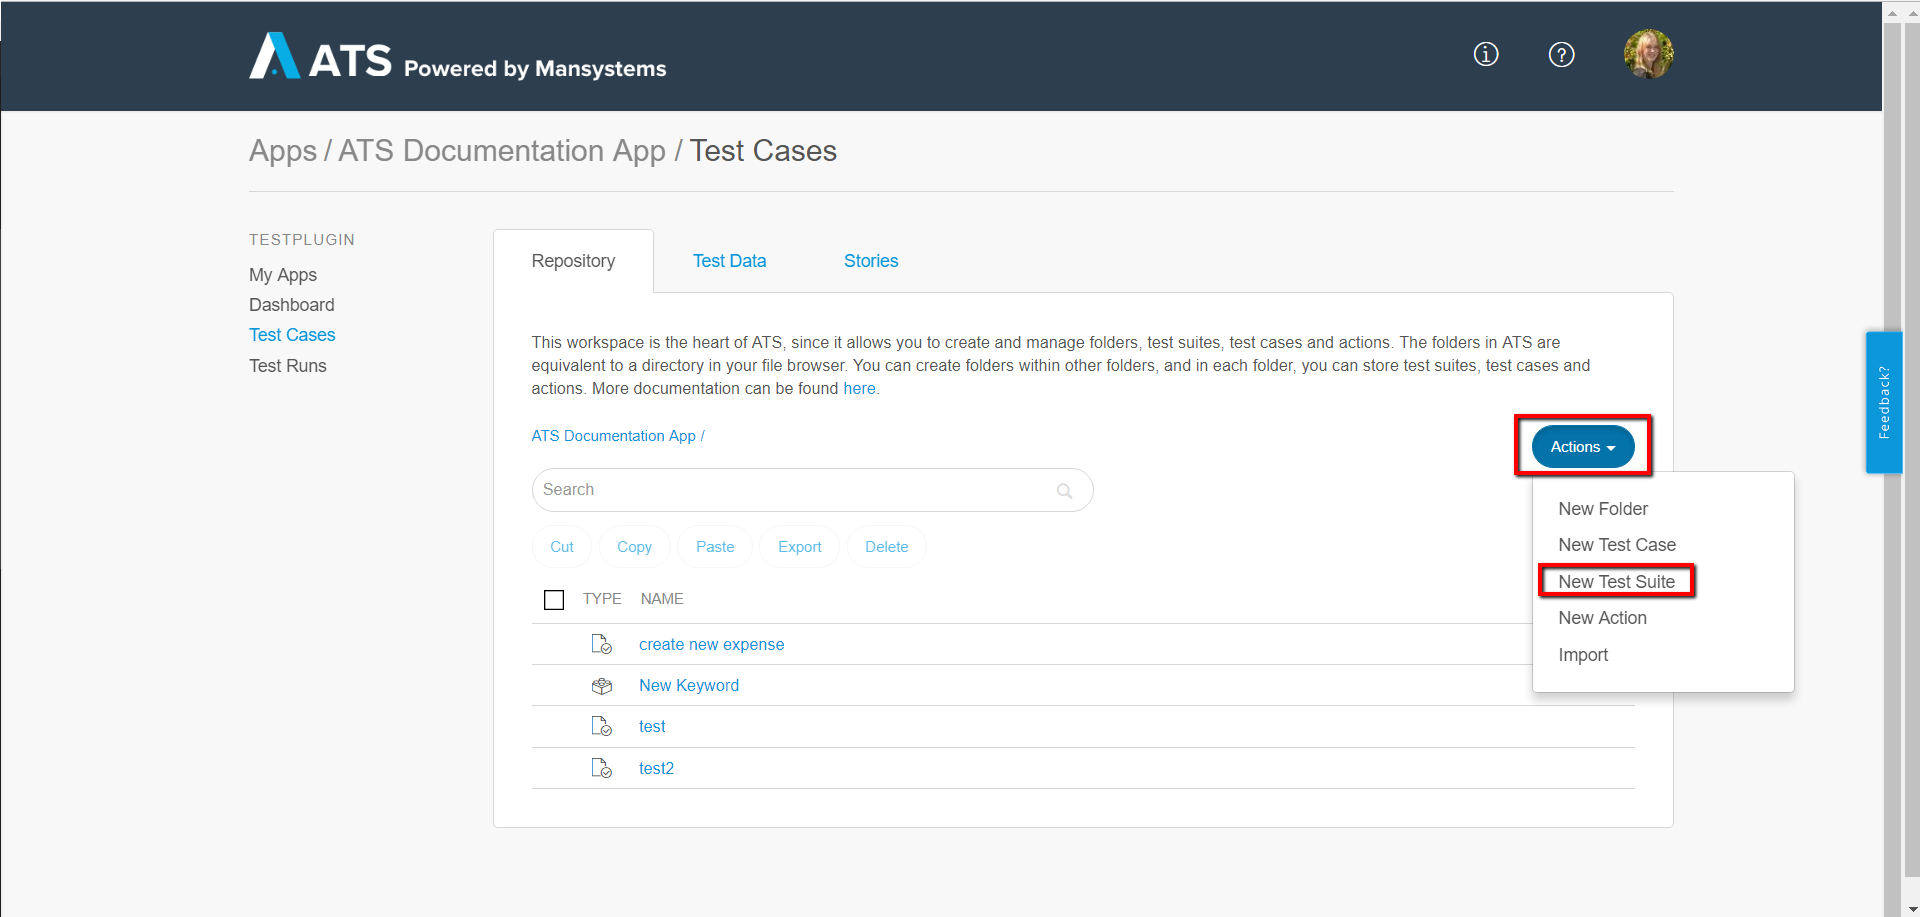 ATS Powered by Mansystems
Apps / ATS Documentation App / Test Cases
TESTPLUGIN
My Apps
Dashboard
Test Cases
Test Runs
Repository
Test Data
Stories
This workspace is the heart of ATS, since it allows you to create and manage folders, test suites, test cases and actions. The folders in ATS are
equivalent to a directory in your file browser. You can create folders within other folders, and in each folder, you can store test suites, test cases and
actions. More documentation can be found here.
ATS Documentation App /
Actions
Search
Cut
Copy
Paste
Export
Delete
New Folder
New Test Case
New Test Suite
New Action
Import
TYPE NAME
create new expense
New Keyword
test
test2
Feedback?